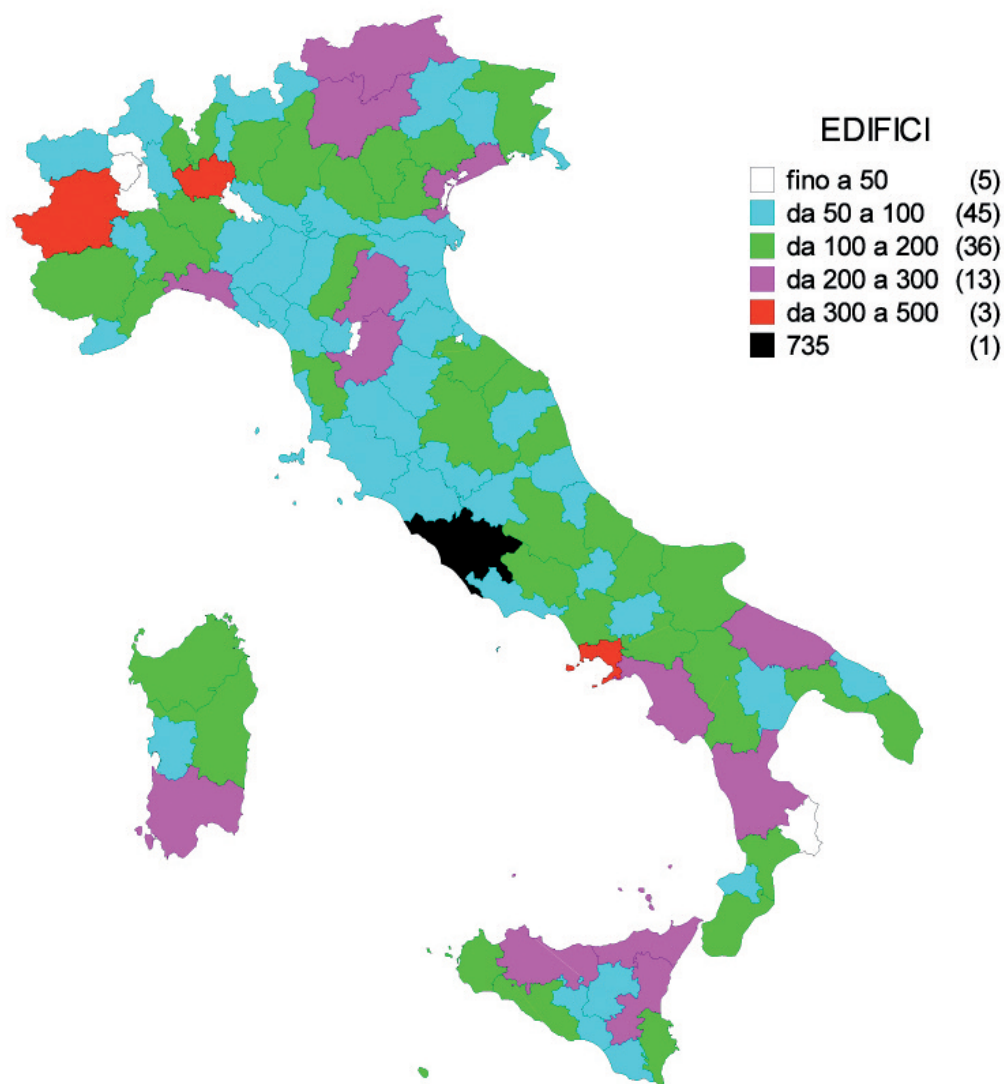 EDIFICI
fino a 50 (5)
da 50 a 100 (45)
da 100 a 200 (36)
da 200 a 300 (13)
da 300 a 500 (3)
735 (1)